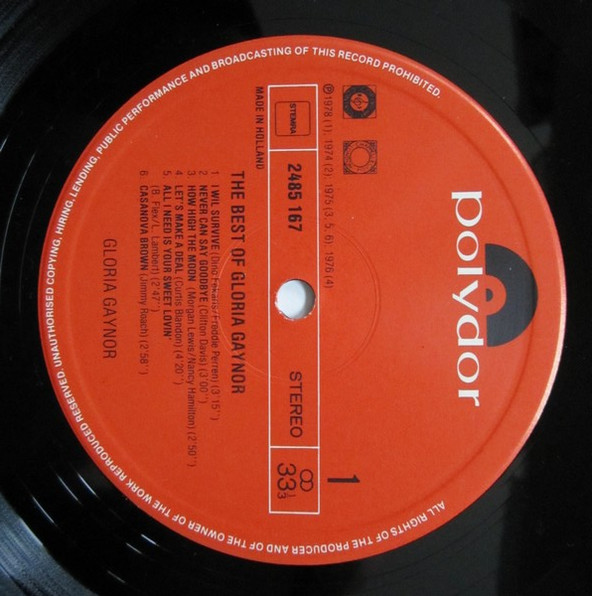 polydor
1
℗1978 (1); 1974 (2); 1975 (3; 5; 6); 1976 (4)
STEMRA
2485 167
STEREO
33 1/3
MADE IN HOLLAND
THE BEST OF GLORIA GAYNOR
1 I WIL SURVIVE (Dino Fekaris/Freddie Perren) (3'15'')
2 NEVER CAN SAY GOODBYE (Clifton Davis) (3'00'')
3 HOW HIGH THE MOON (Morgan Lewis/Nancy Hamilton) (2'50'')
4 LET'S MAKE A DEAL (Curtis Blandon) (4'20'')
5 ALL I NEED IS YOUR SWEET LOVIN'
(B. Flex/L. Lambert) (2'47'')
6 CASANOVA BROWN (Jimmy Roach) (2'58'')
GLORIA GAYNOR
ALL RIGHTS OF THE PRODUCER AND OF THE OWNER OF THE WORK REPRODUCED RESERVED. UNAUTHORISED COPYING, HIRING, LENDING, PUBLIC PERFORMANCE AND BROADCASTING OF THIS RECORD PROHIBITED.